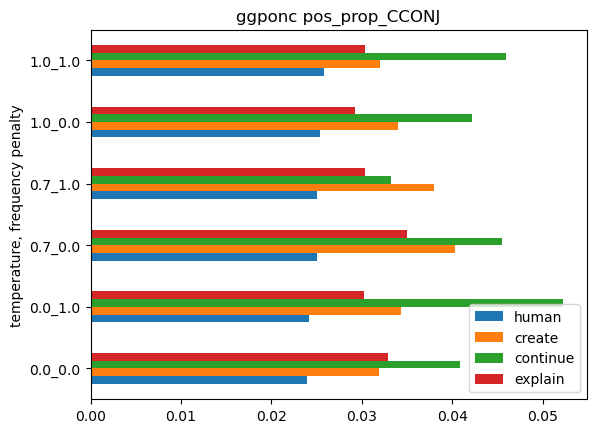 ggponc pos_prop_CCONJ
temperature, frequency penalty
1.0_1.0
1.0_0.0
0.7_1.0
0.7_0.0
0.0_1.0
0.0_0.0
human
create
continue
explain
0.00 0.01 0.02 0.03 0.04 0.05